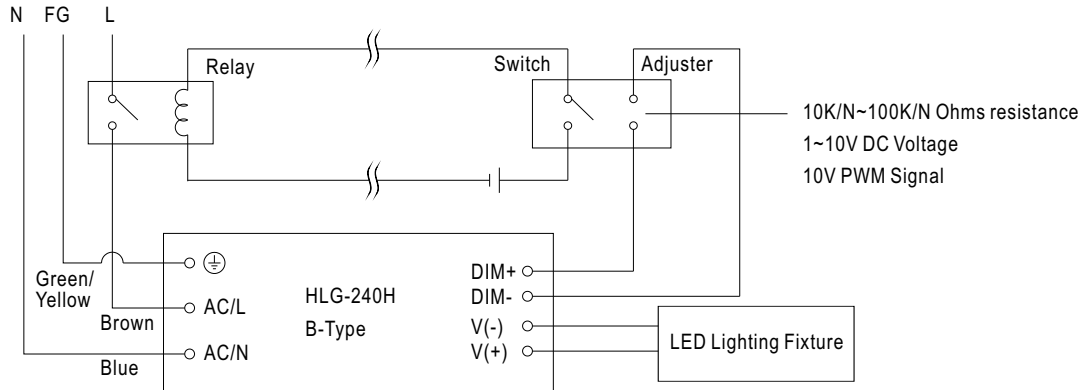 N FG L
Relay
Switch
Adjuster
10K/N~100K/N Ohms resistance
1~10V DC Voltage
10V PWM Signal
Green/
Yellow
Brown
Blue
AC/L
AC/N
HLG-240H
B-Type
DIM+
DIM-
V(-)
V(+)
LED Lighting Fixture